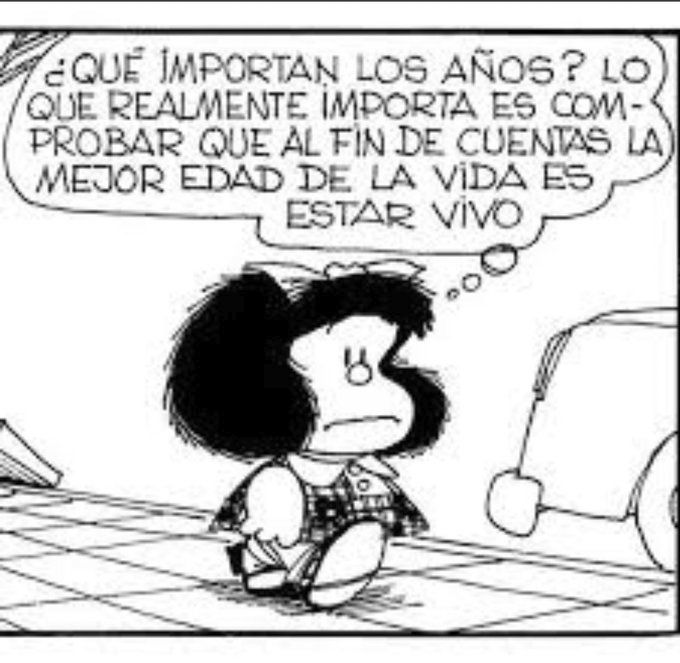 ¿QUÉ IMPORTAN LOS AÑOS? LO
QUE REALMENTE IMPORTA ES COM-
PROBAR QUE AL FIN DE CUENTAS LA
MEJOR EDAD DE LA VIDA ES
ESTAR VIVO